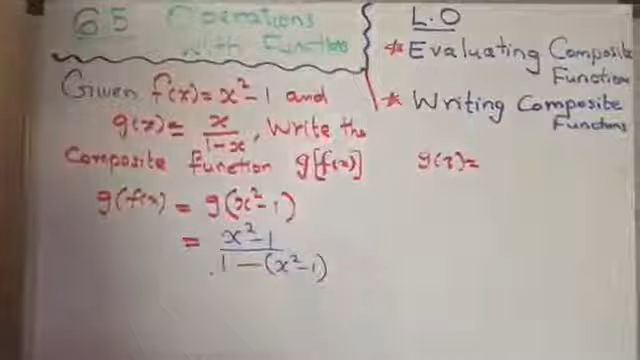 6.5 Operations
with Functions
L.O
* Evaluating Composite
Function
* Writing Composite
Functions
Given f(x) = x² - 1 and
g(x) = x / 1-x, Write the
Composite function g[f(x)]
g(x) =
g(f(x)) = g(x² - 1)
= x² - 1 / 1 - (x² - 1)